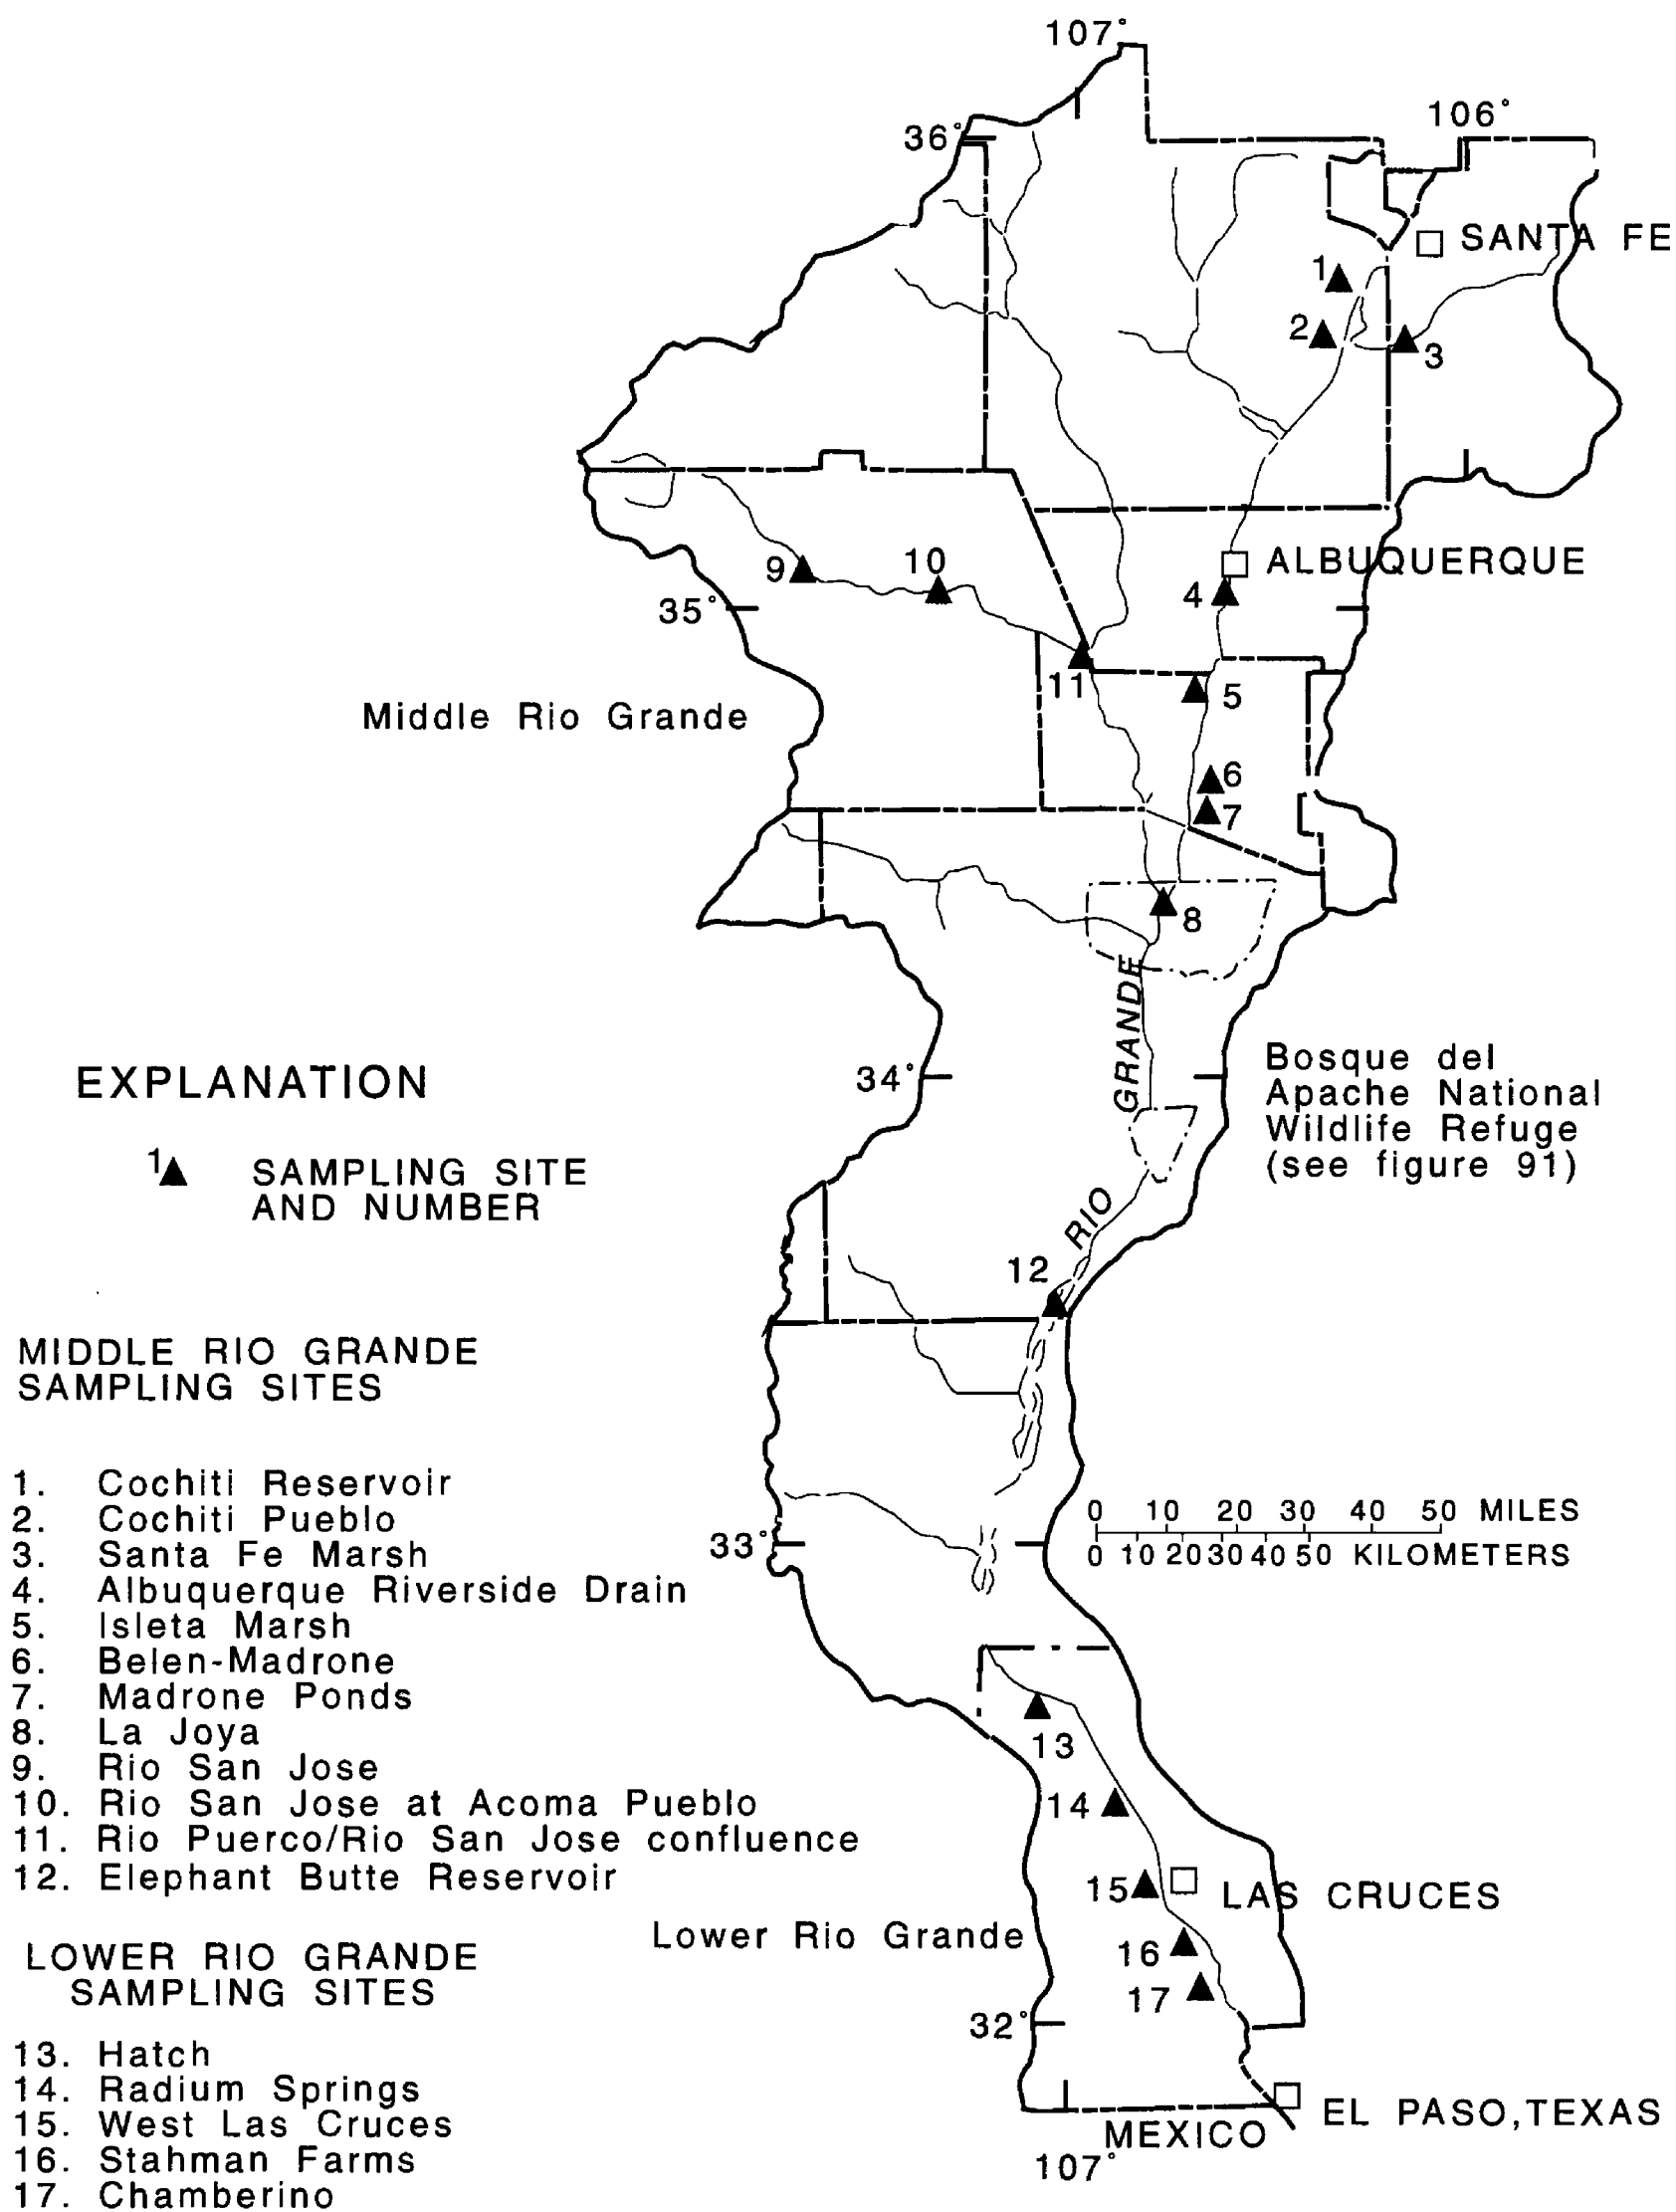 107°
106°
36°
SANTA FE
1
2
3
ALBUQUERQUE
9
10
4
35°
11
5
Middle Rio Grande
6
7
8
GRANDE
34°
Bosque del
Apache National
Wildlife Refuge
(see figure 91)
EXPLANATION
1
SAMPLING SITE
AND NUMBER
RIO
12
MIDDLE RIO GRANDE
SAMPLING SITES
1. Cochiti Reservoir
2. Cochiti Pueblo
3. Santa Fe Marsh
4. Albuquerque Riverside Drain
5. Isleta Marsh
6. Belen-Madrone
7. Madrone Ponds
8. La Joya
9. Rio San Jose
10. Rio San Jose at Acoma Pueblo
11. Rio Puerco/Rio San Jose confluence
12. Elephant Butte Reservoir
0 10 20 30 40 50 MILES
0 10 20 30 40 50 KILOMETERS
33°
13
14
15
LAS CRUCES
Lower Rio Grande
16
17
LOWER RIO GRANDE
SAMPLING SITES
13. Hatch
14. Radium Springs
15. West Las Cruces
16. Stahman Farms
17. Chamberino
32°
EL PASO, TEXAS
MEXICO
107°